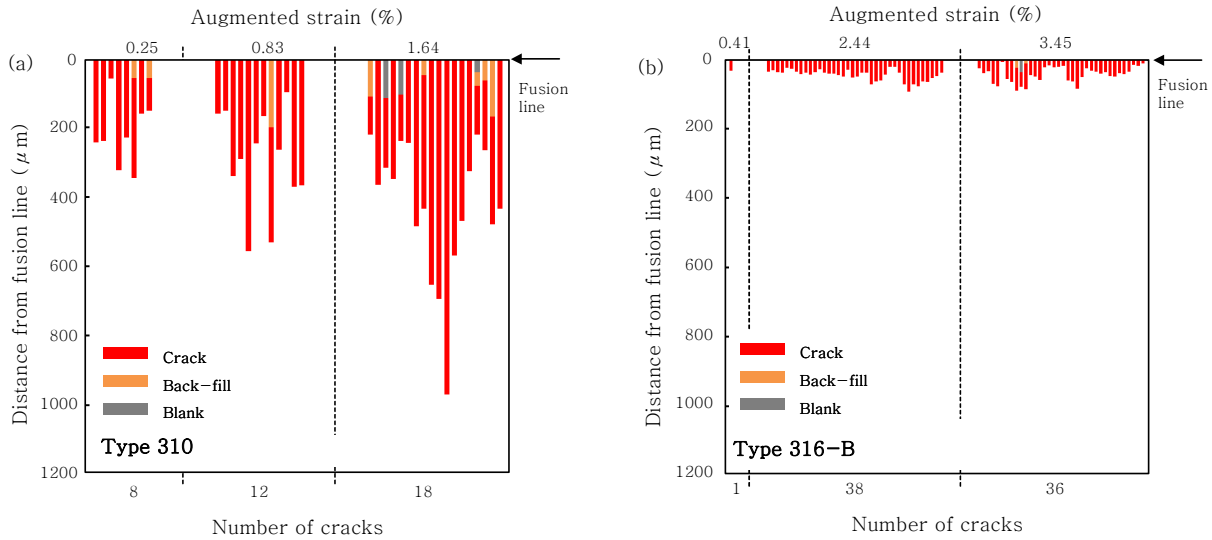 Augmented strain (%)
0.25
0.83
1.64
(a)
Fusion
line
0
200
400
600
800
1000
1200
Distance from fusion line (μm)
Crack
Back-fill
Blank
Type 310
8
12
18
Number of cracks
Augmented strain (%)
0.41
2.44
3.45
(b)
Fusion
line
0
200
400
600
800
1000
1200
Distance from fusion line (μm)
Crack
Back-fill
Blank
Type 316-B
1
38
36
Number of cracks